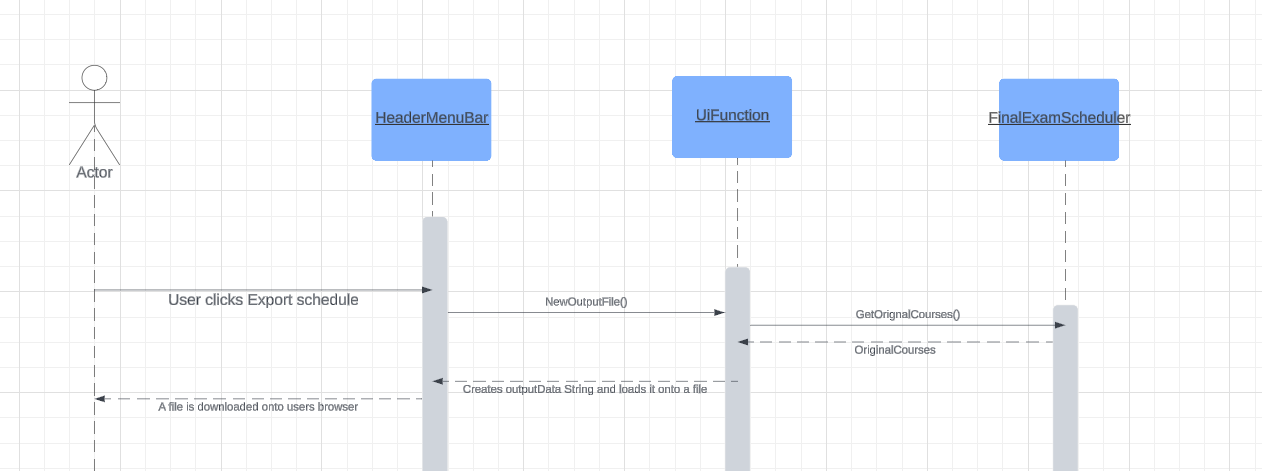 HeaderMenuBar
UiFunction
FinalExamScheduler
Actor
User clicks Export schedule
NewOutputFile()
GetOrignalCourses()
OriginalCourses
Creates outputData String and loads it onto a file
A file is downloaded onto users browser